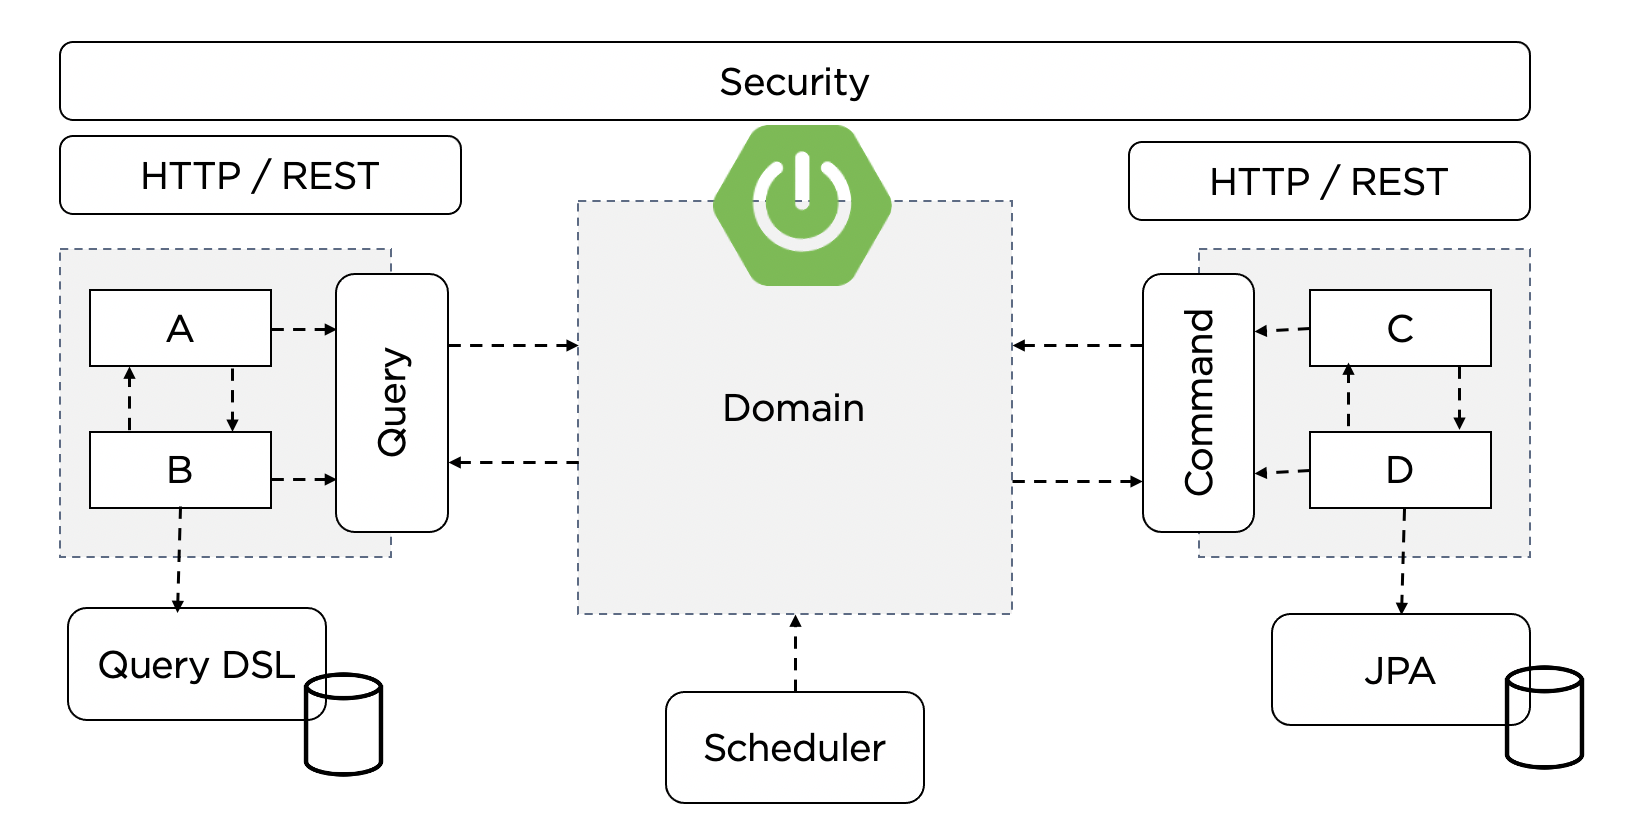 Security
HTTP / REST
HTTP / REST
A
B
Query
Domain
Command
C
D
Query DSL
Scheduler
JPA